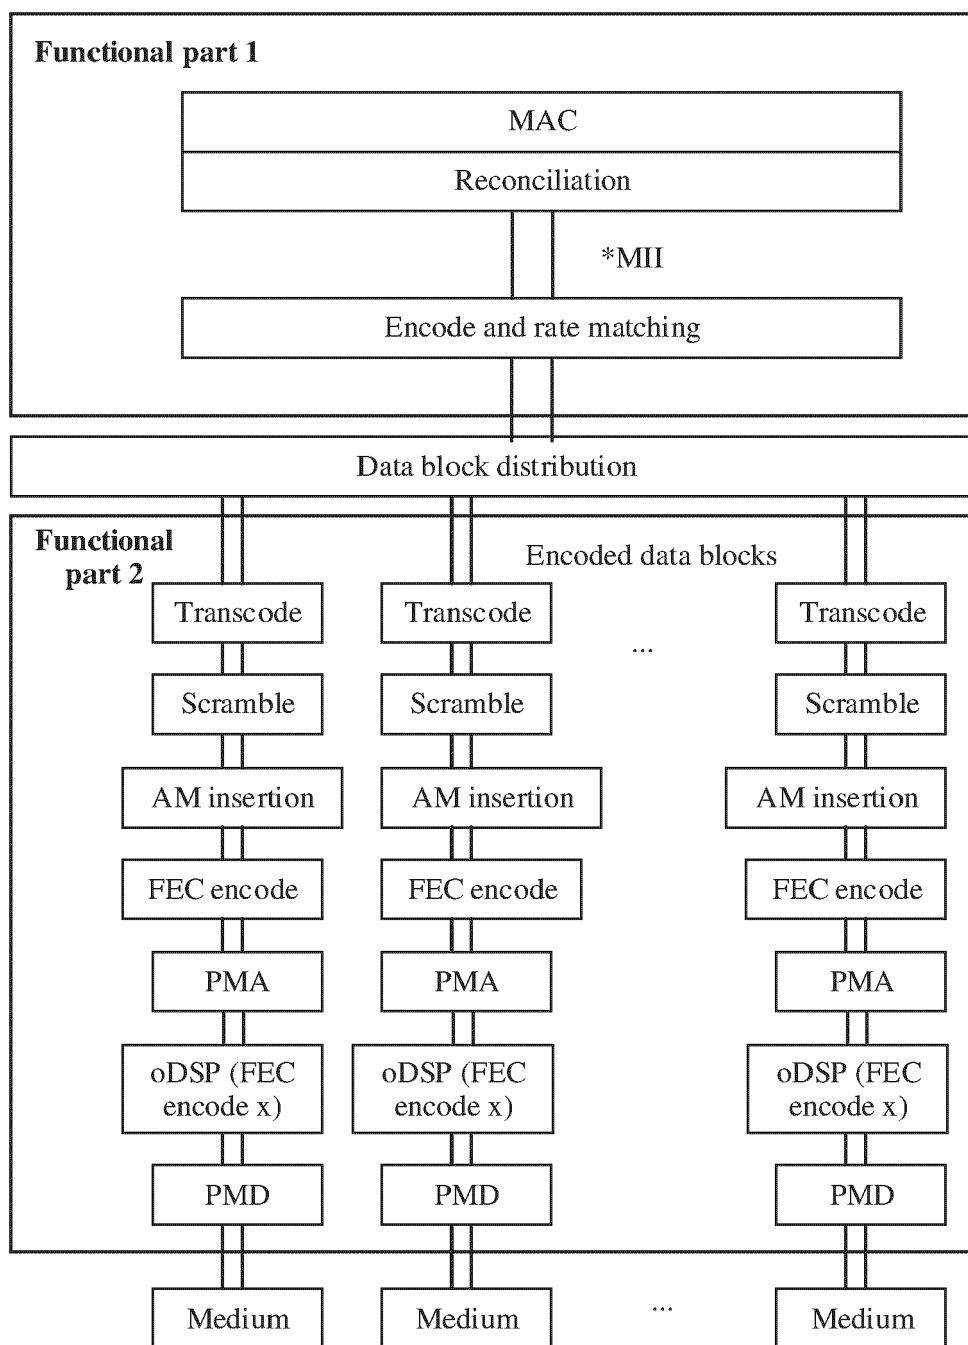 Functional part 1
MAC
Reconciliation
*MII
Encode and rate matching
Data block distribution
Functional
part 2
Encoded data blocks
Transcode Transcode Transcode
...
Scramble Scramble Scramble
AM insertion AM insertion AM insertion
FEC encode FEC encode FEC encode
PMA PMA PMA
oDSP (FEC oDSP (FEC oDSP (FEC
encode x) encode x) encode x)
PMD PMD PMD
...
Medium Medium Medium